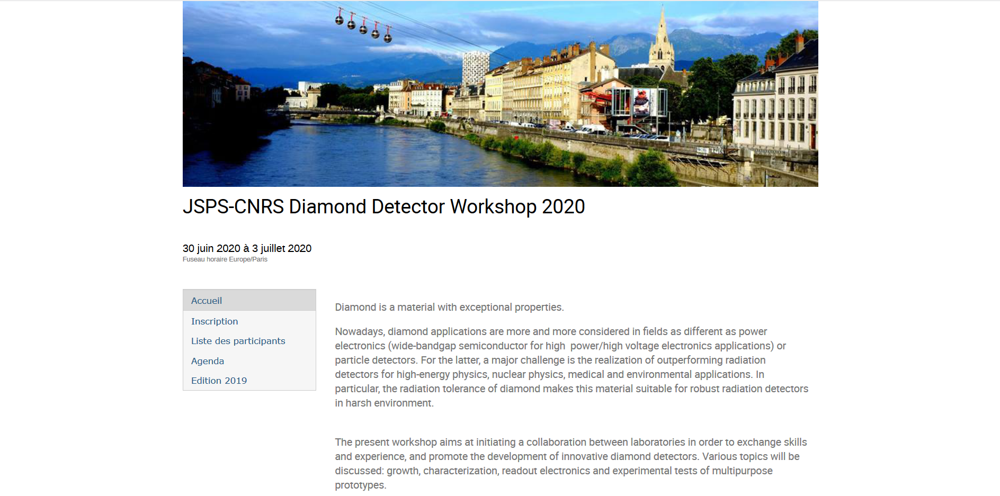 JSPS-CNRS Diamond Detector Workshop 2020
30 juin 2020 à 3 juillet 2020
Fuseau horaire Europe/Paris
Accueil
Inscription
Liste des participants
Agenda
Edition 2019
Diamond is a material with exceptional properties.
Nowadays, diamond applications are more and more considered in fields as different as power
electronics (wide-bandgap semiconductor for high  power/high voltage electronics applications) or
particle detectors. For the latter, a major challenge is the realization of outperforming radiation
detectors for high-energy physics, nuclear physics, medical and environmental applications. In
particular, the radiation tolerance of diamond makes this material suitable for robust radiation detectors
in harsh environment.
The present workshop aims at initiating a collaboration between laboratories in order to exchange skills
and experience, and promote the development of innovative diamond detectors. Various topics will be
discussed: growth, characterization, readout electronics and experimental tests of multipurpose
prototypes.